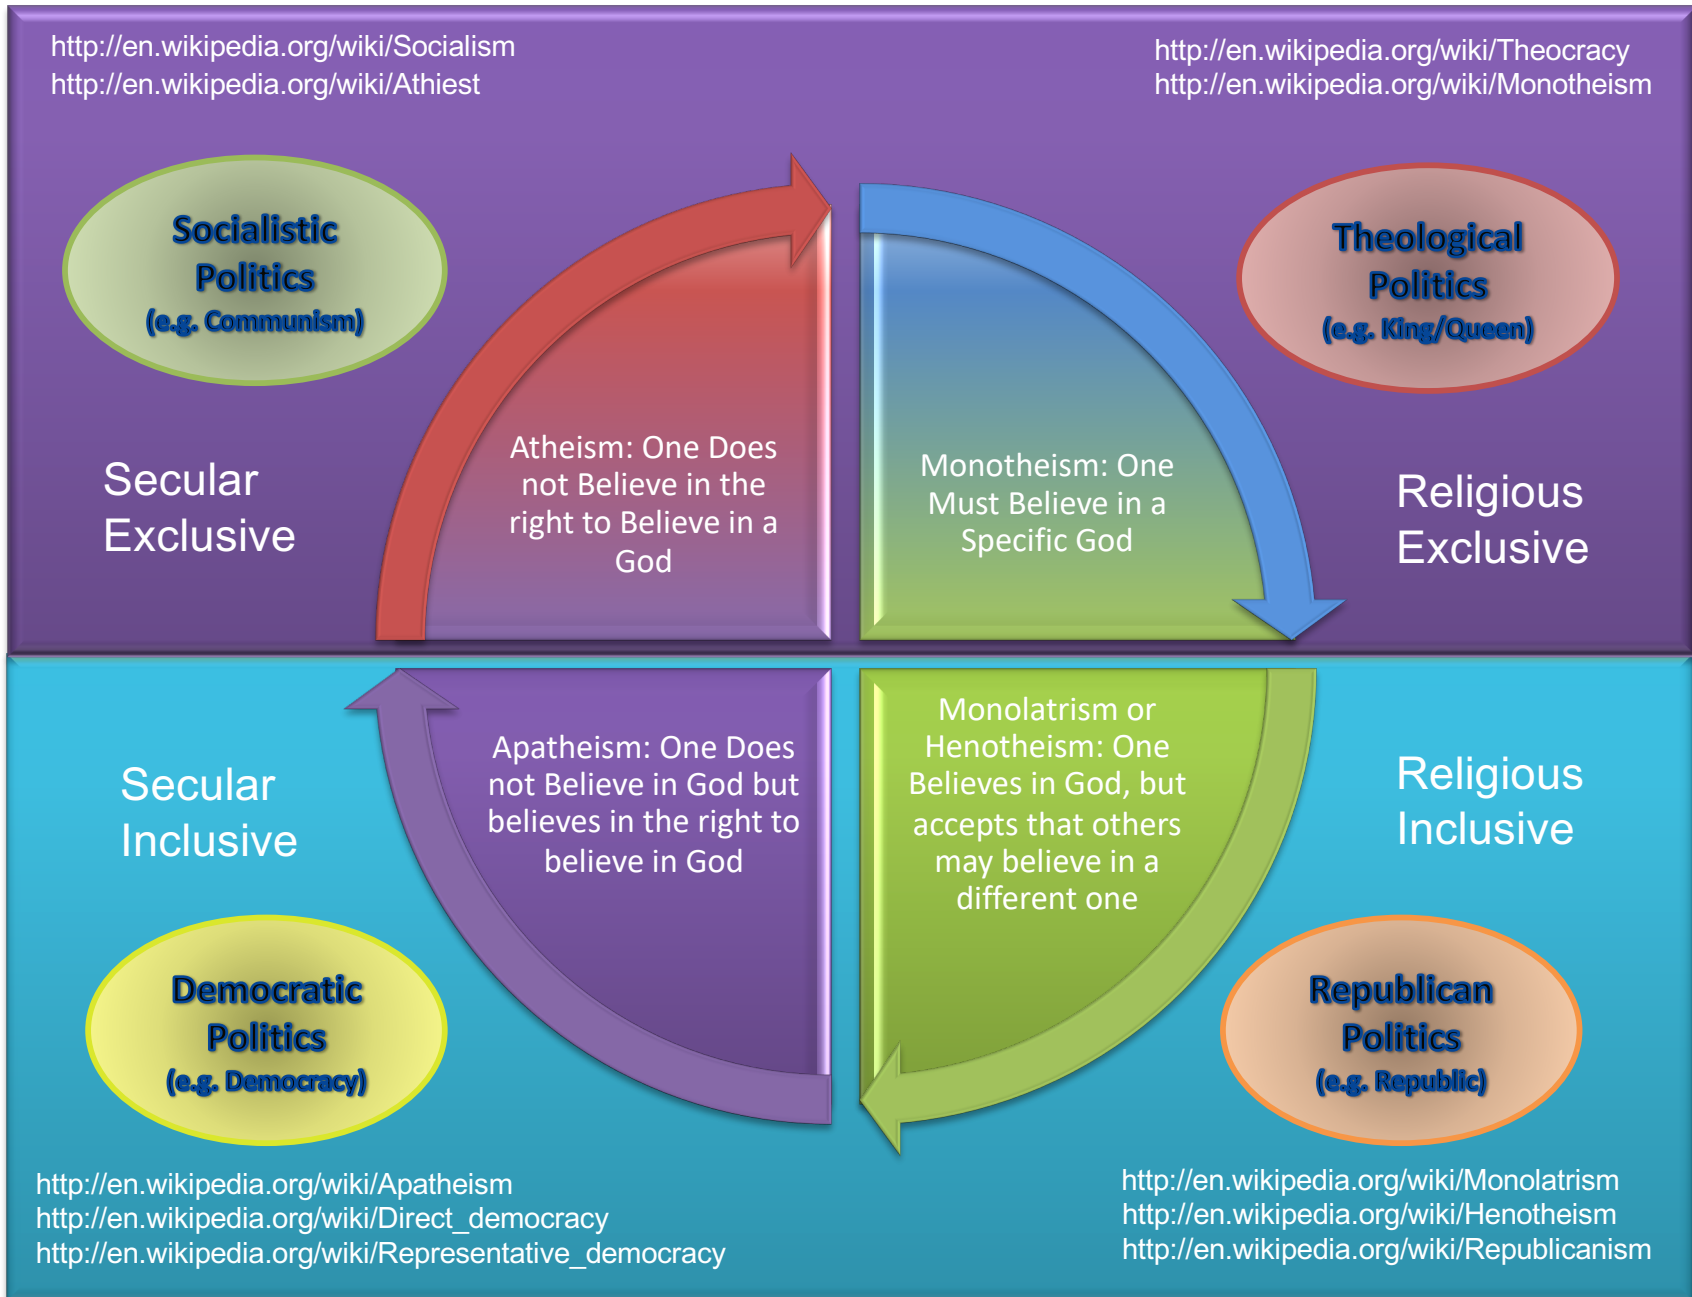 http://en.wikipedia.org/wiki/Socialism
http://en.wikipedia.org/wiki/Athiest
http://en.wikipedia.org/wiki/Theocracy
http://en.wikipedia.org/wiki/Monotheism
Socialistic
Politics
(e.g. Communism)
Theological
Politics
(e.g. King/Queen)
Secular
Exclusive
Atheism: One Does
not Believe in the
right to Believe in a
God
Monotheism: One
Must Believe in a
Specific God
Religious
Exclusive
Secular
Inclusive
Apatheism: One Does
not Believe in God but
believes in the right to
believe in God
Monolatrism or
Henotheism: One
Believes in God, but
accepts that others
may believe in a
different one
Religious
Inclusive
Democratic
Politics
(e.g. Democracy)
Republican
Politics
(e.g. Republic)
http://en.wikipedia.org/wiki/Apatheism
http://en.wikipedia.org/wiki/Direct_democracy
http://en.wikipedia.org/wiki/Representative_democracy
http://en.wikipedia.org/wiki/Monolatrism
http://en.wikipedia.org/wiki/Henotheism
http://en.wikipedia.org/wiki/Republicanism